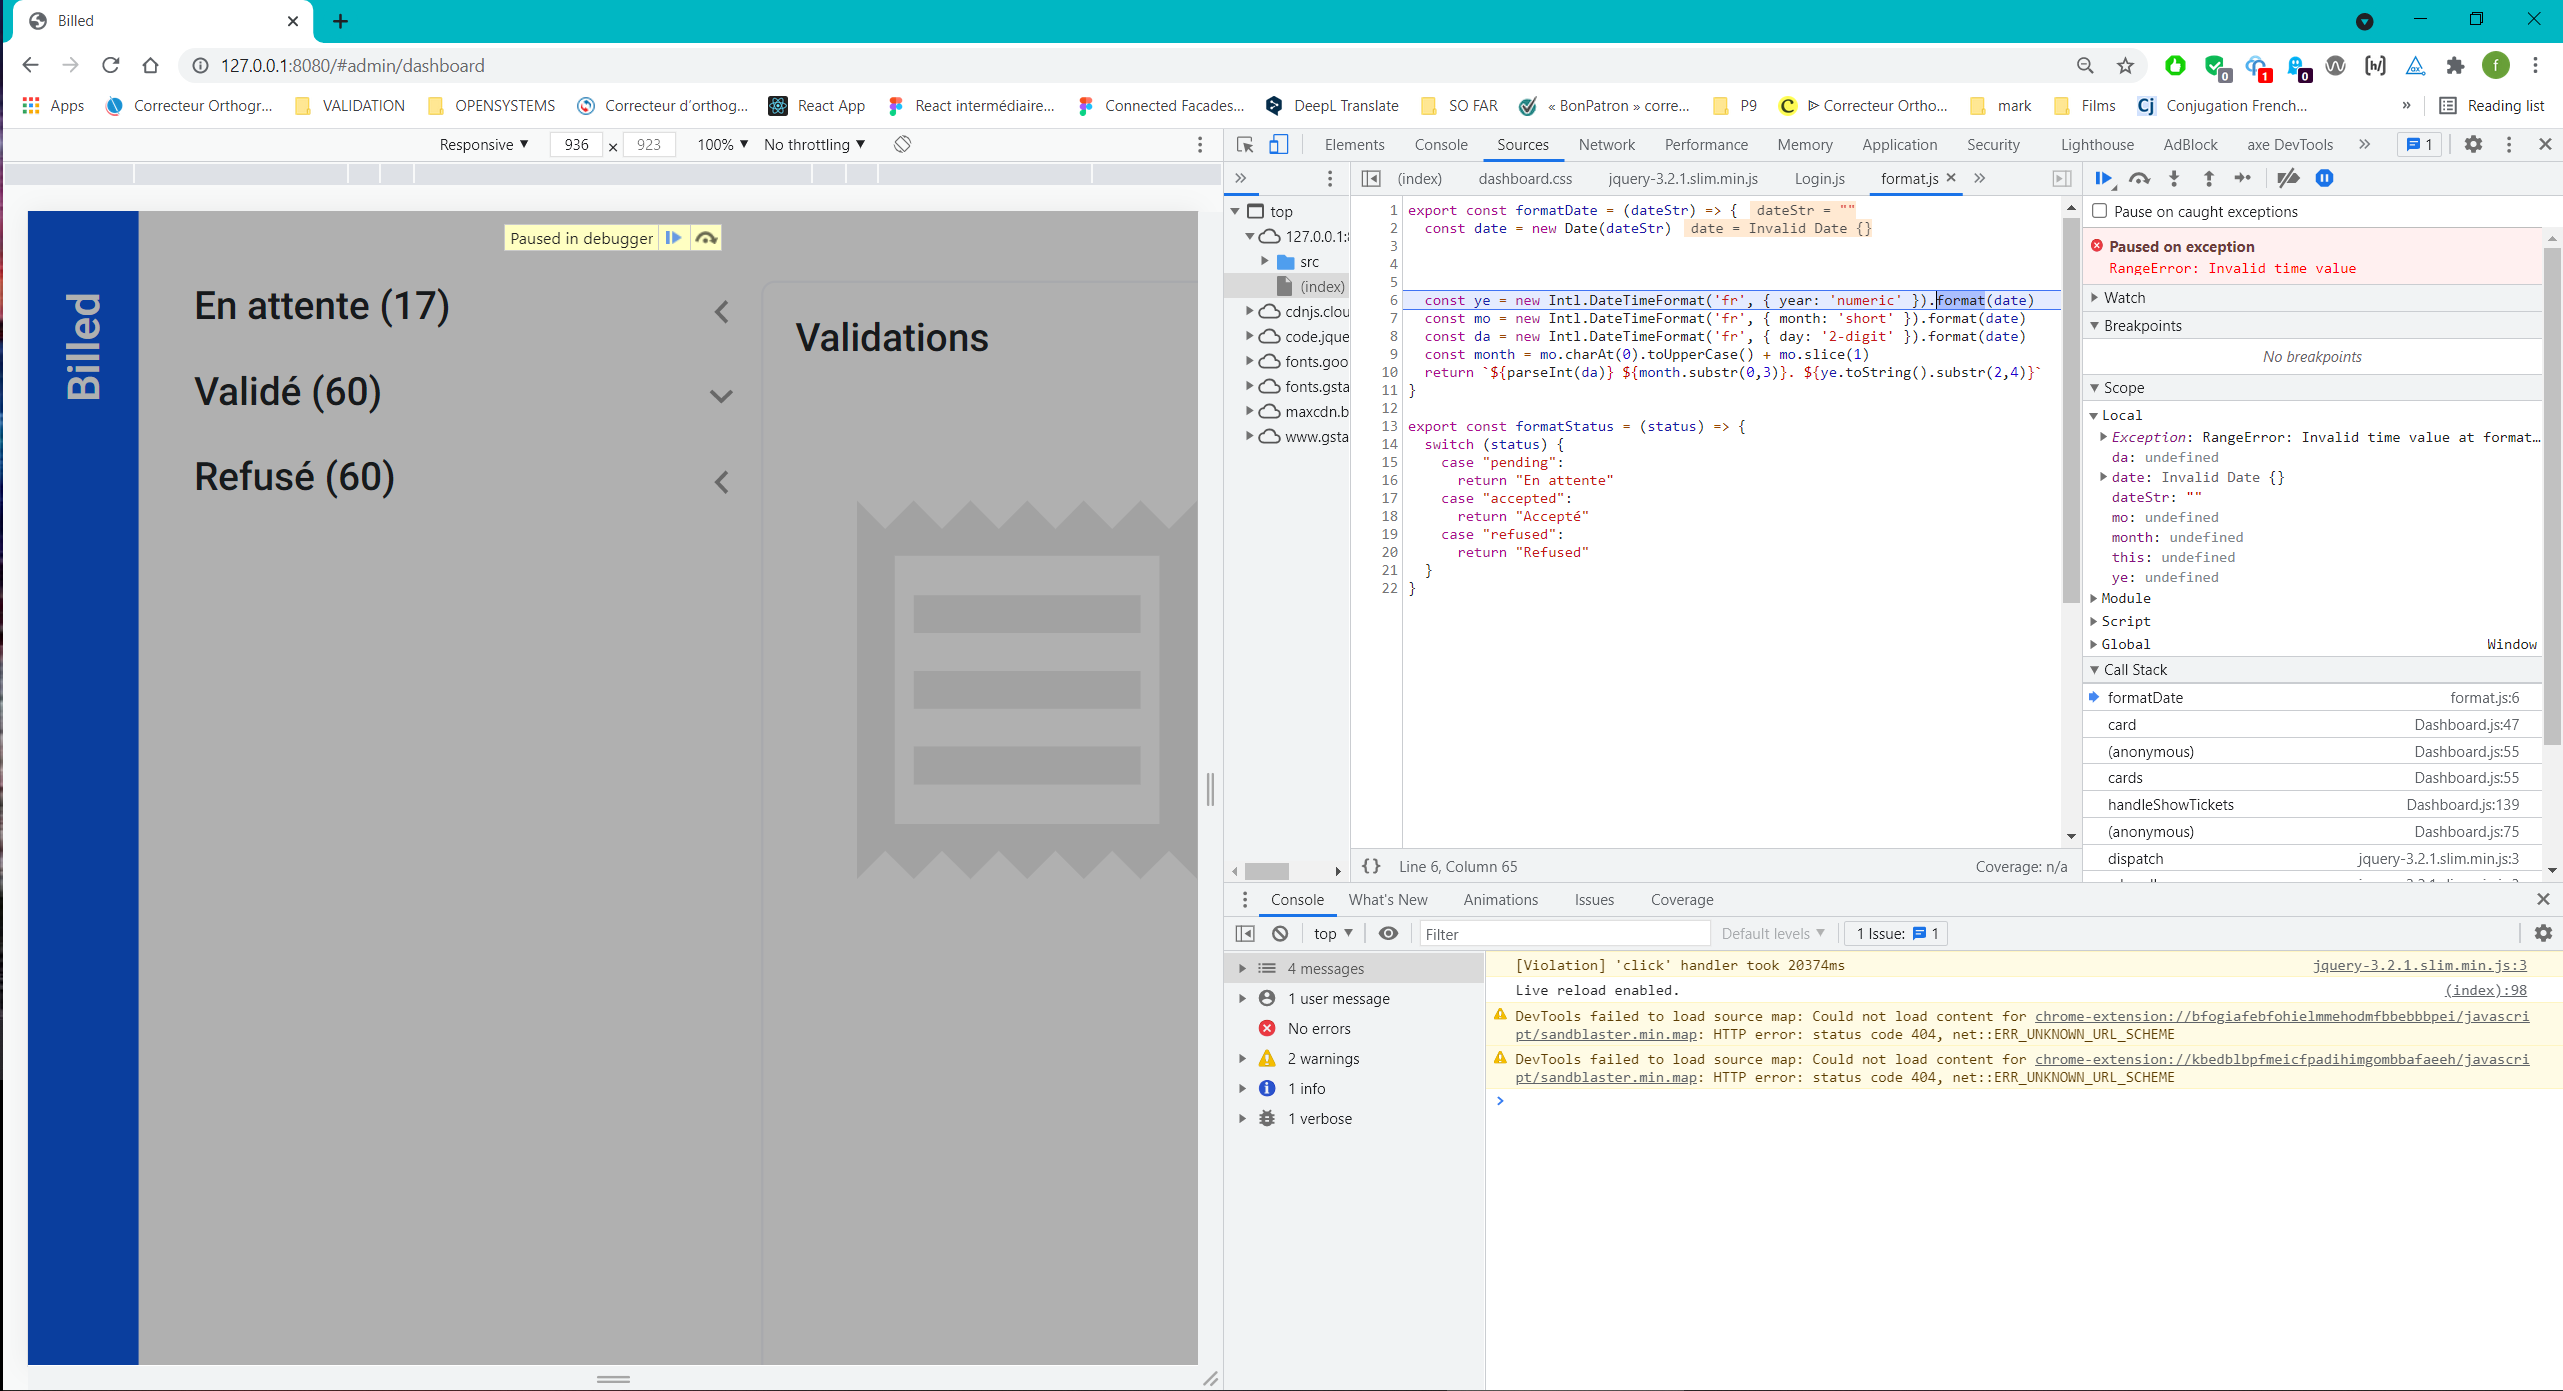 Billed
127.0.0.1:8080/#admin/dashboard
0 1 0 f
Apps Correcteur Orthogr... VALIDATION OPENSYSTEMS Correcteur d'orthog... React App React intermédiaire... Connected Facades... DeepL Translate SO FAR « BonPatron » corre... P9 Correcteur Ortho... mark Films Conjugation French... » Reading list
Responsive 936 × 923 100% No throttling
Elements Console Sources Network Performance Memory Application Security Lighthouse AdBlock axe DevTools » 1
» (index) dashboard.css jquery-3.2.1.slim.min.js Login.js format.js »
Billed
Paused in debugger
En attente (17)
Validé (60)
Refusé (60)
Validations
top
127.0.0.1:
src
(index)
cdnjs.clou
code.jque
fonts.goo
fonts.gsta
maxcdn.b
www.gsta
1 export const formatDate = (dateStr) => { dateStr = ""
2 const date = new Date(dateStr) date = Invalid Date {}
3
4
5
6 const ye = new Intl.DateTimeFormat('fr', { year: 'numeric' }).format(date)
7 const mo = new Intl.DateTimeFormat('fr', { month: 'short' }).format(date)
8 const da = new Intl.DateTimeFormat('fr', { day: '2-digit' }).format(date)
9 const month = mo.charAt(0).toUpperCase() + mo.slice(1)
10 return `${parseInt(da)} ${month.substr(0,3)}. ${ye.toString().substr(2,4)}`
11 }
12
13 export const formatStatus = (status) => {
14 switch (status) {
15 case "pending":
16 return "En attente"
17 case "accepted":
18 return "Accepté"
19 case "refused":
20 return "Refused"
21 }
22 }
{} Line 6, Column 65 Coverage: n/a
Pause on caught exceptions
Paused on exception
RangeError: Invalid time value
Watch
Breakpoints
No breakpoints
Scope
Local
Exception: RangeError: Invalid time value at format...
da: undefined
date: Invalid Date {}
dateStr: ""
mo: undefined
month: undefined
this: undefined
ye: undefined
Module
Script
Global Window
Call Stack
formatDate format.js:6
card Dashboard.js:47
(anonymous) Dashboard.js:55
cards Dashboard.js:55
handleShowTickets Dashboard.js:139
(anonymous) Dashboard.js:75
dispatch jquery-3.2.1.slim.min.js:3
Console What's New Animations Issues Coverage
top Filter Default levels 1 Issue: 1
4 messages
1 user message
No errors
2 warnings
1 info
1 verbose
[Violation] 'click' handler took 20374ms jquery-3.2.1.slim.min.js:3
Live reload enabled. (index):98
DevTools failed to load source map: Could not load content for chrome-extension://bfogiafebfohielmmehodmfbbebbbpei/javascri
pt/sandblaster.min.map: HTTP error: status code 404, net::ERR_UNKNOWN_URL_SCHEME
DevTools failed to load source map: Could not load content for chrome-extension://kbedblbpfmeicfpadihimgombbafaeeh/javascri
pt/sandblaster.min.map: HTTP error: status code 404, net::ERR_UNKNOWN_URL_SCHEME
>